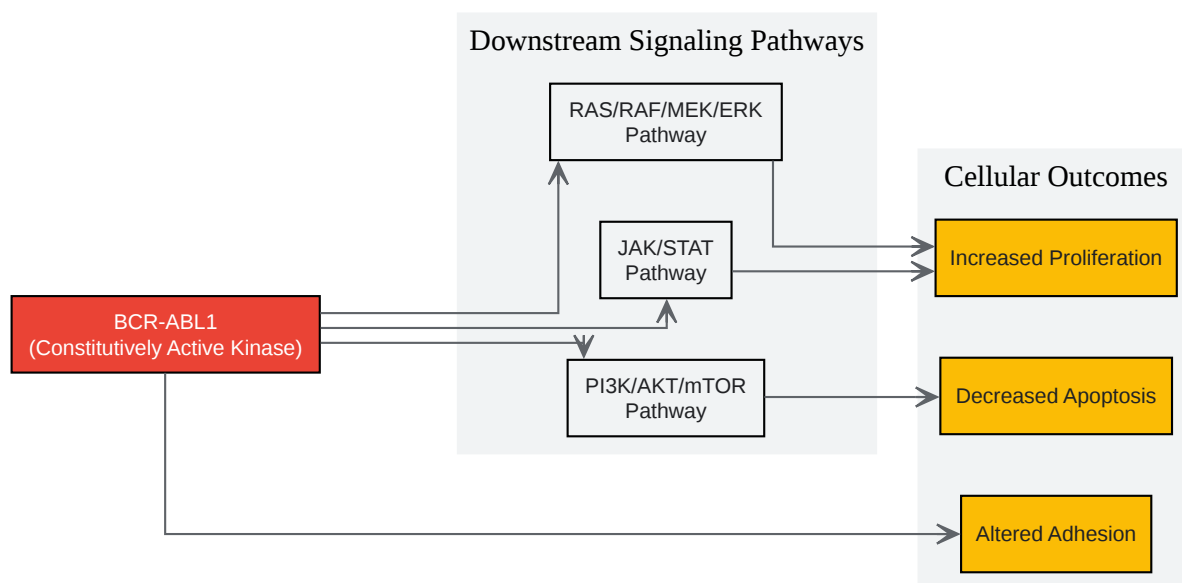 Downstream Signaling Pathways
RAS/RAF/MEK/ERK
Pathway
Cellular Outcomes
JAK/STAT
Pathway
Increased Proliferation
BCR-ABL1
(Constitutively Active Kinase)
PI3K/AKT/mTOR
Pathway
Decreased Apoptosis
Altered Adhesion